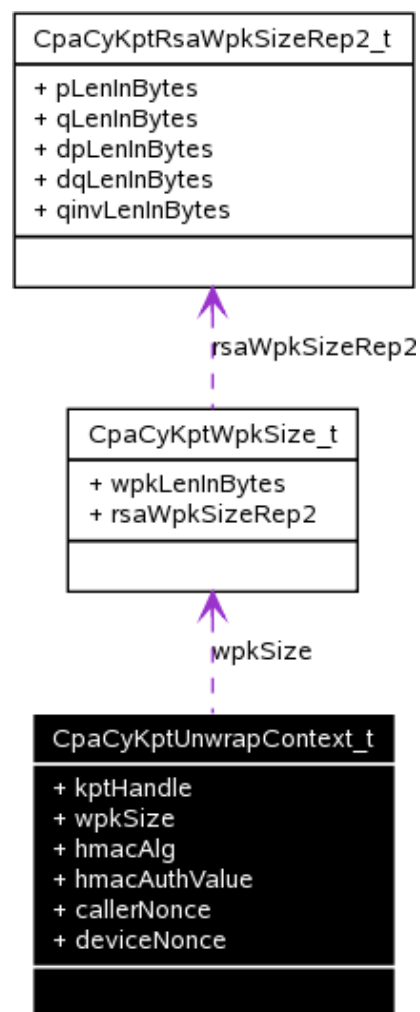 CpaCyKptRsaWpkSizeRep2_t
+ pLenInBytes
+ qLenInBytes
+ dpLenInBytes
+ dqLenInBytes
+ qinvLenInBytes
rsaWpkSizeRep2
CpaCyKptWpkSize_t
+ wpkLenInBytes
+ rsaWpkSizeRep2
wpkSize
CpaCyKptUnwrapContext_t
+ kptHandle
+ wpkSize
+ hmacAlg
+ hmacAuthValue
+ callerNonce
+ deviceNonce